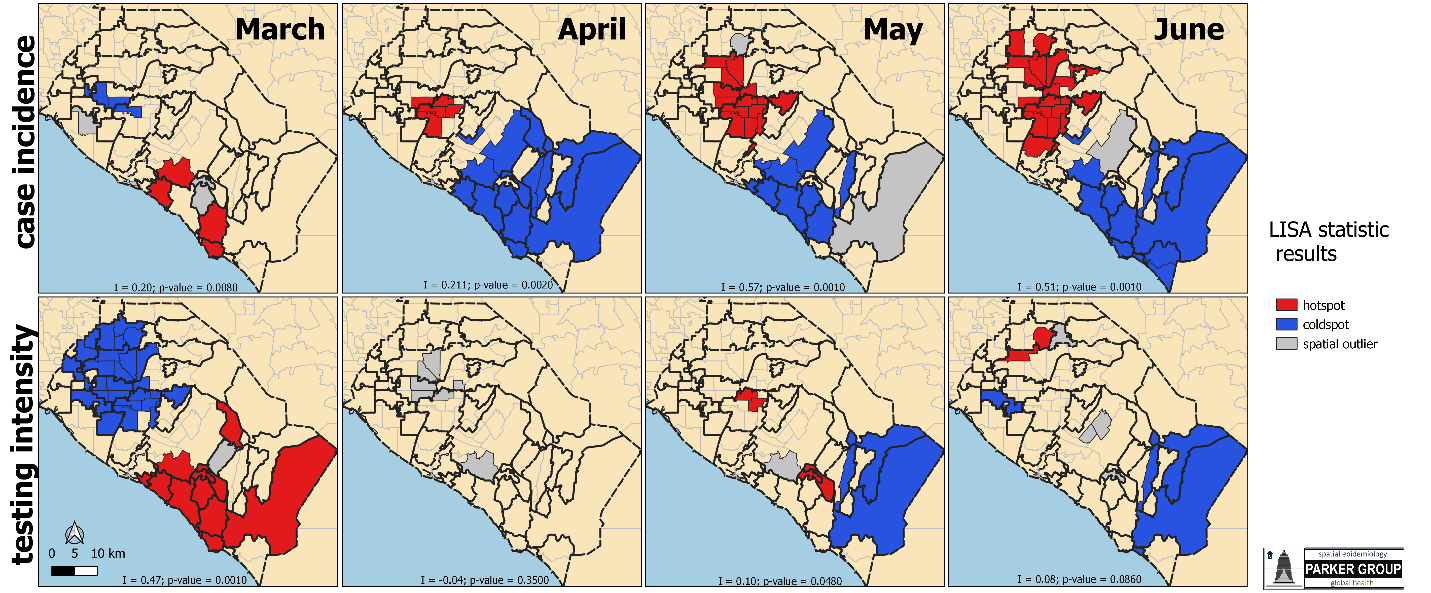 March
April
May
June
case incidence
I = 0.20; p-value = 0.0080
I = 0.211; p-value = 0.0020
I = 0.57; p-value = 0.0010
I = 0.51; p-value = 0.0010
LISA statistic
results
hotspot
coldspot
spatial outlier
testing intensity
0 5 10 km
I = 0.47; p-value = 0.0010
I = -0.04; p-value = 0.3500
I = 0.10; p-value = 0.0480
I = 0.08; p-value = 0.0860
spatial epidemiology
PARKER GROUP
global health